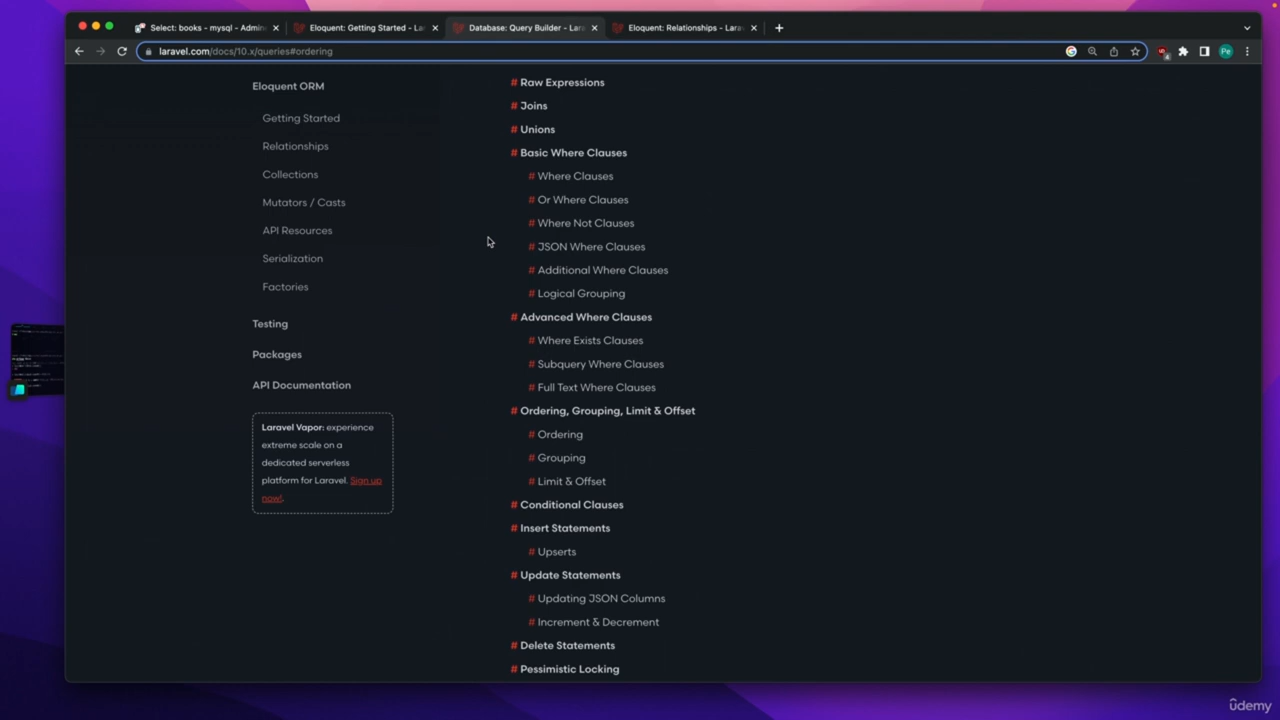 Select: books - mysql - Admin
Eloquent: Getting Started - La
Database: Query Builder - Lara
Eloquent: Relationships - Lara
laravel.com/docs/10.x/queries#ordering
4
Pe
Eloquent ORM
Getting Started
Relationships
Collections
Mutators / Casts
API Resources
Serialization
Factories
Testing
Packages
API Documentation
Laravel Vapor: experience
extreme scale on a
dedicated serverless
platform for Laravel. Sign up
now!.
# Raw Expressions
# Joins
# Unions
# Basic Where Clauses
# Where Clauses
# Or Where Clauses
# Where Not Clauses
# JSON Where Clauses
# Additional Where Clauses
# Logical Grouping
# Advanced Where Clauses
# Where Exists Clauses
# Subquery Where Clauses
# Full Text Where Clauses
# Ordering, Grouping, Limit & Offset
# Ordering
# Grouping
# Limit & Offset
# Conditional Clauses
# Insert Statements
# Upserts
# Update Statements
# Updating JSON Columns
# Increment & Decrement
# Delete Statements
# Pessimistic Locking
ûdemy